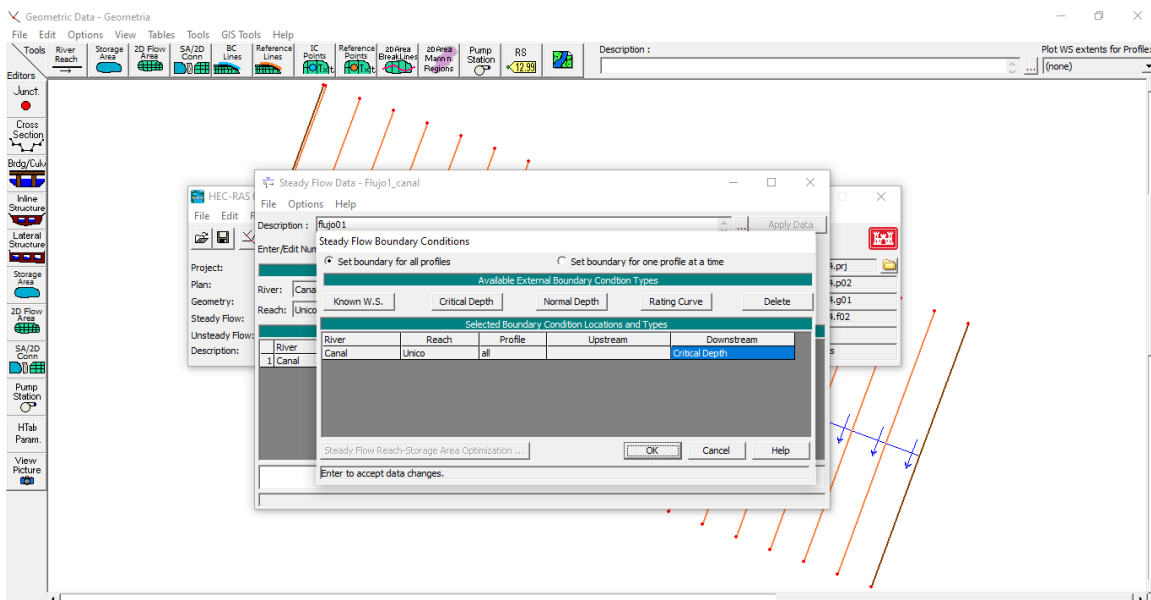 Geometric Data - Geometria
File Edit Options View Tables Tools GIS Tools Help
Tools River Reach Storage Area 2D Flow Area SA/2D Conn BC Lines Reference Lines IC Points Reference Points 2D Area BreakLines 2D Area Mann n Regions Pump Station RS Description : Plot WS extents for Profile:
12.99 ... (none)
Editors
Junct.
Cross Section
Brdg/Culv
Inline Structure
Lateral Structure
Storage Area
2D Flow Area
SA/2D Conn
Pump Station
HTab Param.
View Picture
HEC-RAS
File Edit
Project: .prj
Plan: .p02
Geometry: .g01
Steady Flow: .f02
Unsteady Flow:
Description:
Steady Flow Data - Flujo1_canal
File Options Help
Description : flujo01 ... Apply Data
Enter/Edit Num
River: Cana
Reach: Unico
River
1 Canal
Steady Flow Boundary Conditions
Set boundary for all profiles Set boundary for one profile at a time
Available External Boundary Condtion Types
Known W.S. Critical Depth Normal Depth Rating Curve Delete
Selected Boundary Condition Locations and Types
River Reach Profile Upstream Downstream
Canal Unico all Critical Depth
Steady Flow Reach-Storage Area Optimization ... OK Cancel Help
Enter to accept data changes.